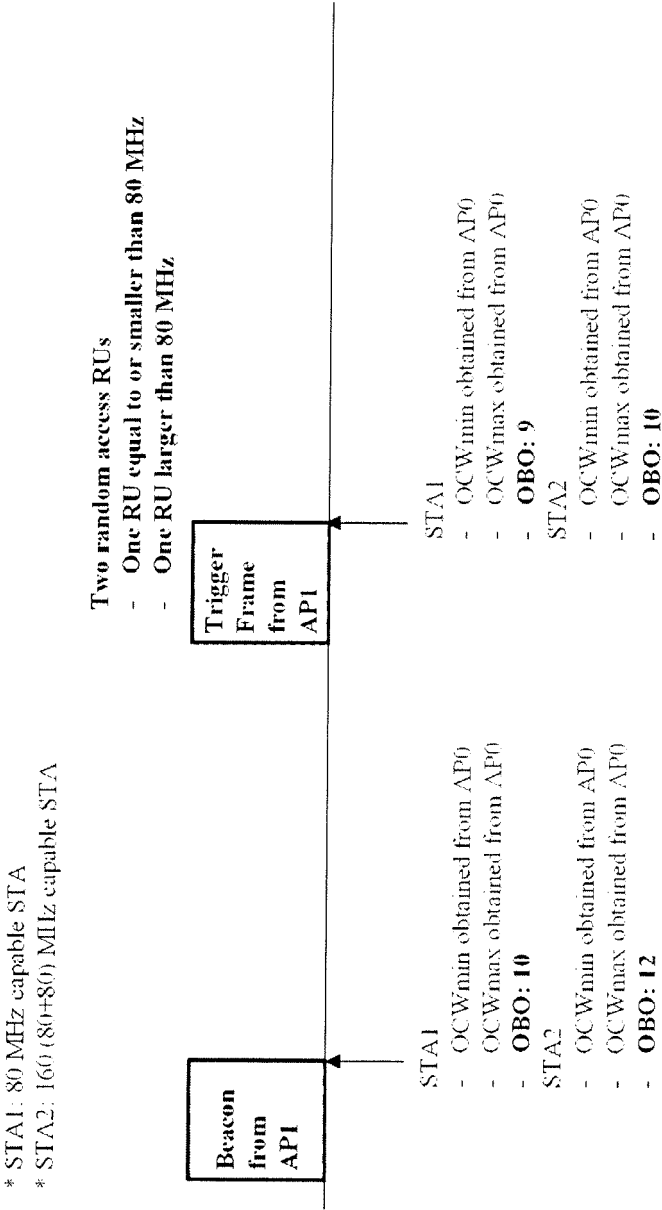 * STA1: 80 MHz capable STA
* STA2: 160 (80+80) MHz capable STA
Two random access RUs
- One RU equal to or smaller than 80 MHz
- One RU larger than 80 MHz
Beacon
from
AP1
Trigger
Frame
from
AP1
STA1
- OCWmin obtained from AP0
- OCWmax obtained from AP0
- OBO: 10
STA2
- OCWmin obtained from AP0
- OCWmax obtained from AP0
- OBO: 12
STA1
- OCWmin obtained from AP0
- OCWmax obtained from AP0
- OBO: 9
STA2
- OCWmin obtained from AP0
- OCWmax obtained from AP0
- OBO: 10